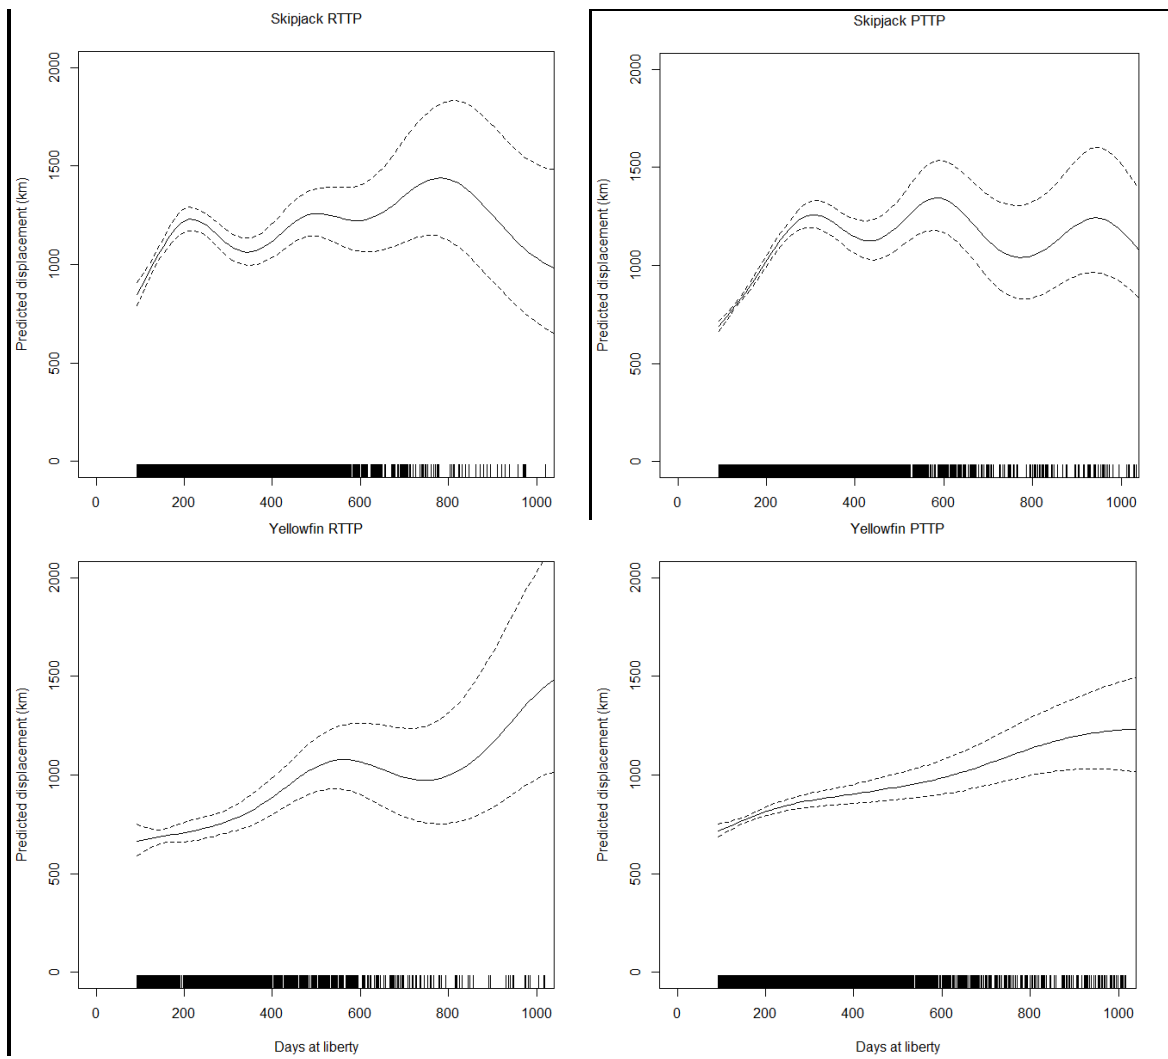 Skipjack RTTP
Predicted displacement (km)
2000
1500
1000
500
0
0 200 400 600 800 1000
Skipjack PTTP
Predicted displacement (km)
2000
1500
1000
500
0
0 200 400 600 800 1000
Yellowfin RTTP
Predicted displacement (km)
2000
1500
1000
500
0
0 200 400 600 800 1000
Days at liberty
Yellowfin PTTP
Predicted displacement (km)
2000
1500
1000
500
0
0 200 400 600 800 1000
Days at liberty